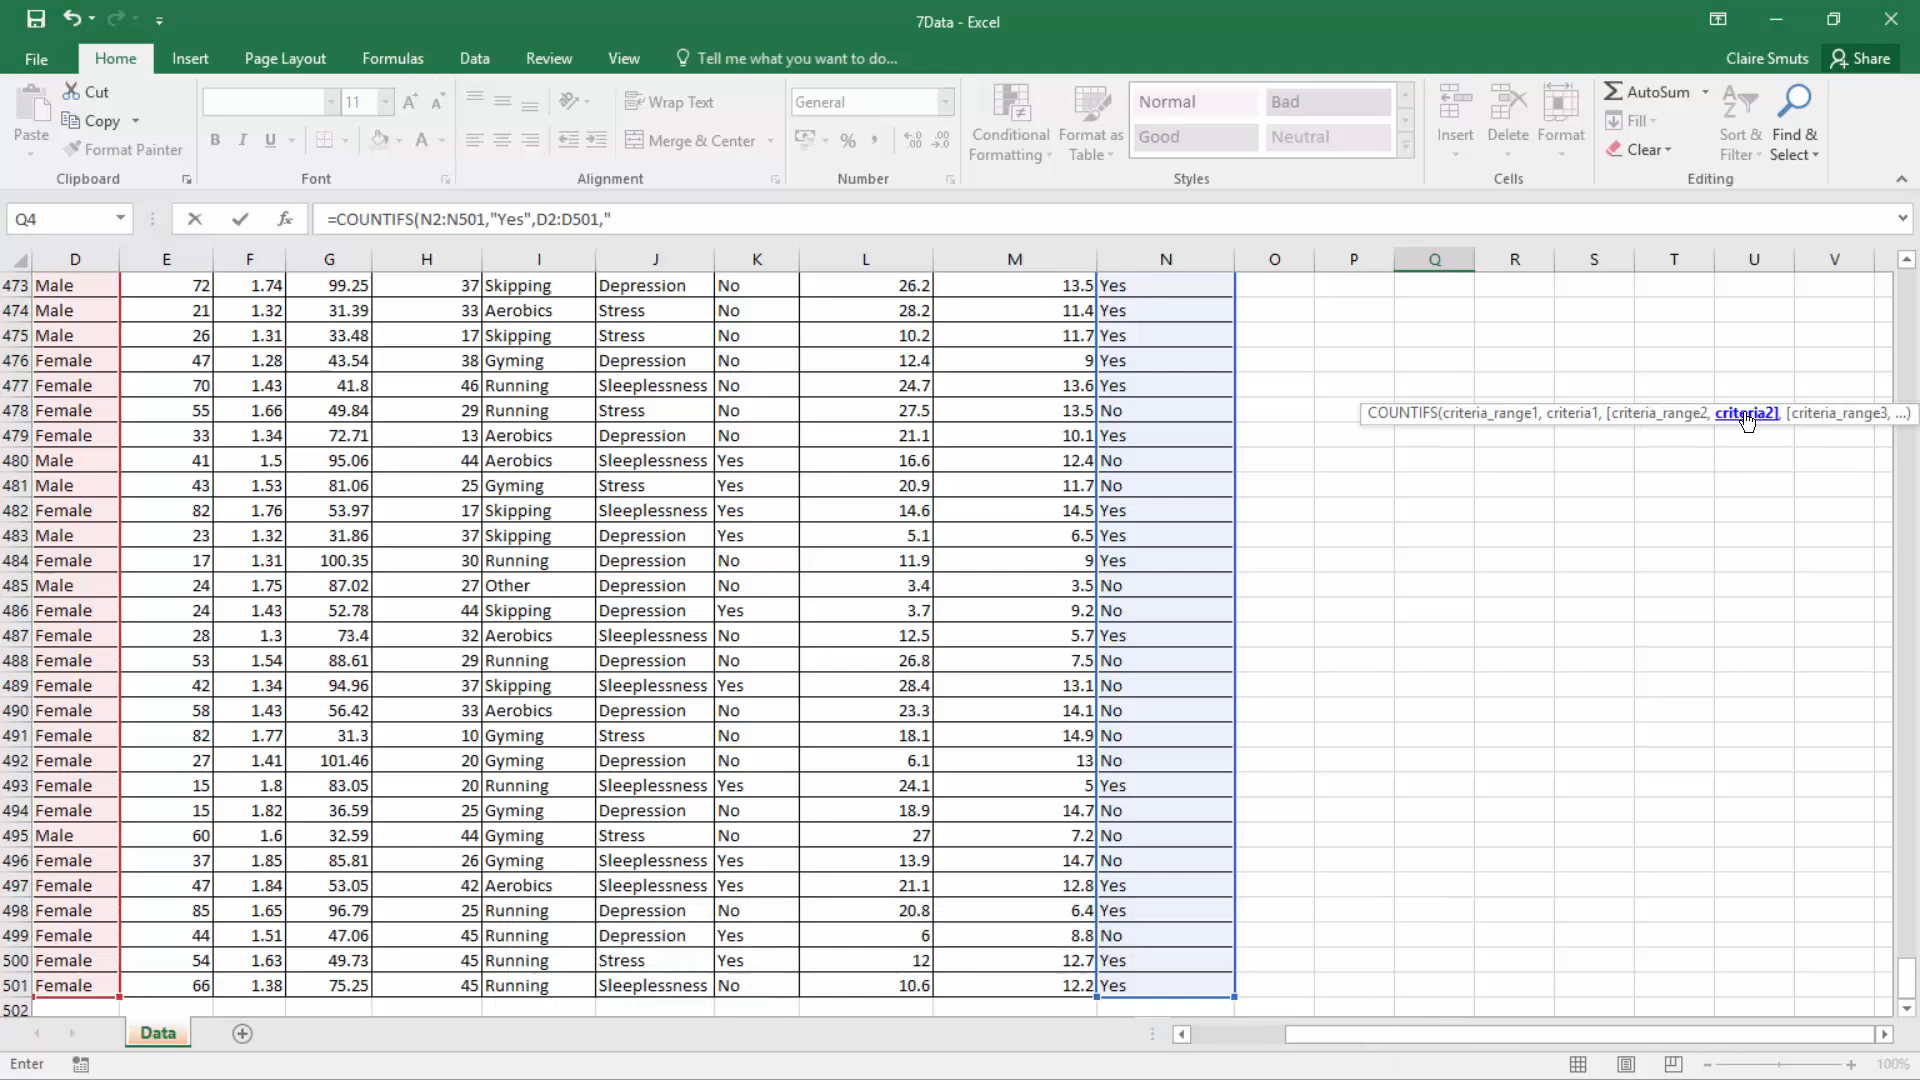 7Data - Excel
File Home Insert Page Layout Formulas Data Review View Tell me what you want to do... Claire Smuts Share
Paste Cut Copy Format Painter Clipboard
11 A A B I U A Font
Wrap Text Merge & Center Alignment
General % , .00 Number
Conditional Formatting Format as Table Normal Bad Good Neutral Styles
Insert Delete Format Cells
AutoSum Fill Clear Sort & Filter Find & Select Editing
Q4 fx =COUNTIFS(N2:N501,"Yes",D2:D501,"
D E F G H I J K L M N O P Q R S T U V
473 Male 72 1.74 99.25 37 Skipping Depression No 26.2 13.5 Yes
474 Male 21 1.32 31.39 33 Aerobics Stress No 28.2 11.4 Yes
475 Male 26 1.31 33.48 17 Skipping Stress No 10.2 11.7 Yes
476 Female 47 1.28 43.54 38 Gyming Depression No 12.4 9 Yes
477 Female 70 1.43 41.8 46 Running Sleeplessness No 24.7 13.6 Yes
478 Female 55 1.66 49.84 29 Running Stress No 27.5 13.5 No
COUNTIFS(criteria_range1, criteria1, [criteria_range2, criteria2], [criteria_range3, ...)
479 Female 33 1.34 72.71 13 Aerobics Depression No 21.1 10.1 Yes
480 Male 41 1.5 95.06 44 Aerobics Sleeplessness Yes 16.6 12.4 No
481 Male 43 1.53 81.06 25 Gyming Stress Yes 20.9 11.7 No
482 Female 82 1.76 53.97 17 Skipping Sleeplessness Yes 14.6 14.5 Yes
483 Male 23 1.32 31.86 37 Skipping Depression Yes 5.1 6.5 Yes
484 Female 17 1.31 100.35 30 Running Depression No 11.9 9 Yes
485 Male 24 1.75 87.02 27 Other Depression No 3.4 3.5 No
486 Female 24 1.43 52.78 44 Skipping Depression Yes 3.7 9.2 No
487 Female 28 1.3 73.4 32 Aerobics Sleeplessness No 12.5 5.7 Yes
488 Female 53 1.54 88.61 29 Running Depression No 26.8 7.5 No
489 Female 42 1.34 94.96 37 Skipping Sleeplessness Yes 28.4 13.1 No
490 Female 58 1.43 56.42 33 Aerobics Depression No 23.3 14.1 No
491 Female 82 1.77 31.3 10 Gyming Stress No 18.1 14.9 No
492 Female 27 1.41 101.46 20 Gyming Depression No 6.1 13 No
493 Female 15 1.8 83.05 20 Running Sleeplessness Yes 24.1 5 Yes
494 Female 15 1.82 36.59 25 Gyming Depression No 18.9 14.7 No
495 Male 60 1.6 32.59 44 Gyming Stress No 27 7.2 No
496 Female 37 1.85 85.81 26 Gyming Sleeplessness Yes 13.9 14.7 No
497 Female 47 1.84 53.05 42 Aerobics Sleeplessness Yes 21.1 12.8 Yes
498 Female 85 1.65 96.79 25 Running Depression No 20.8 6.4 Yes
499 Female 44 1.51 47.06 45 Running Depression Yes 6 8.8 No
500 Female 54 1.63 49.73 45 Running Stress Yes 12 12.7 Yes
501 Female 66 1.38 75.25 45 Running Sleeplessness No 10.6 12.2 Yes
502
Data
Enter 100%